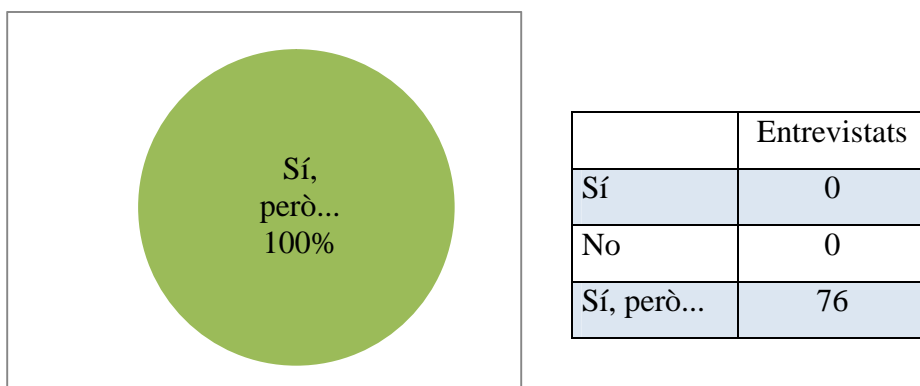 Sí,
però...
100%
Entrevistats
Sí 0
No 0
Sí, però... 76